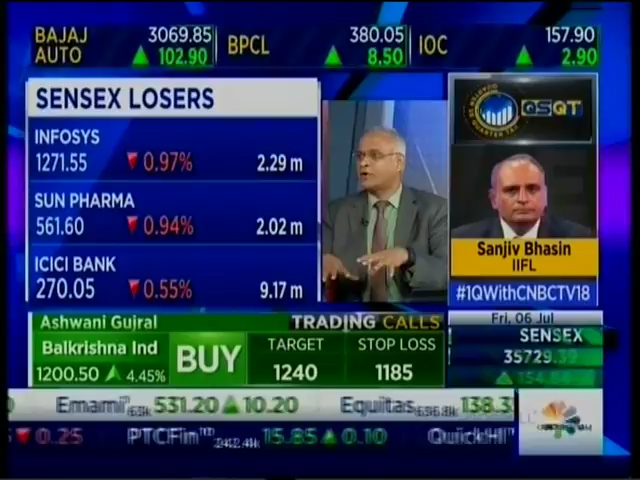 BAJAJ AUTO 3069.85 ▲ 102.90
BPCL 380.05 ▲ 8.50
IOC 157.90 ▲ 2.90
SENSEX LOSERS
INFOSYS
1271.55 ▼ 0.97% 2.29 m
SUN PHARMA
561.60 ▼ 0.94% 2.02 m
ICICI BANK
270.05 ▼ 0.55% 9.17 m
QSQT
Sanjiv Bhasin
IIFL
#1QWithCNBCTV18
Ashwani Gujral
TRADING CALLS
Balkrishna Ind
1200.50 ▲ 4.45%
BUY
TARGET
1240
STOP LOSS
1185
Fri, 06 Jul
SENSEX
Emami 531.20 ▲ 10.20 Equitas
▼ 0.25 PTCFin 15.85 ▲ 0.10